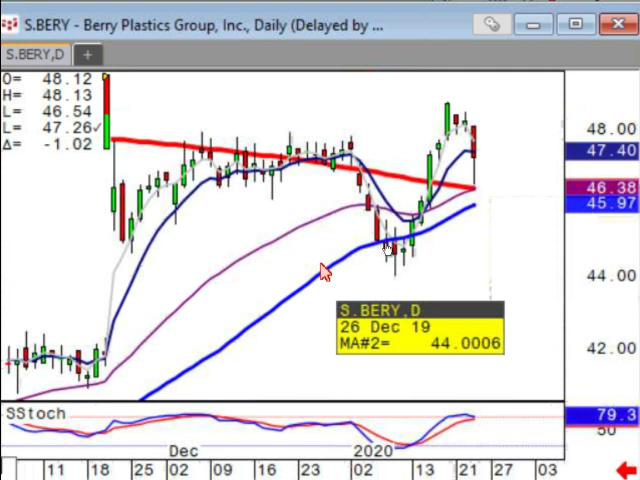 S.BERY - Berry Plastics Group, Inc., Daily (Delayed by ...
S.BERY,D
O= 48.12
H= 48.13
L= 46.54
L= 47.26✓
Δ= -1.02
48.00
47.40
46.38
45.97
44.00
42.00
S.BERY,D
26 Dec 19
MA#2= 44.0006
SStoch
79.3
50
Dec
2020
11 18 25 02 09 16 23 02 13 21 27 03